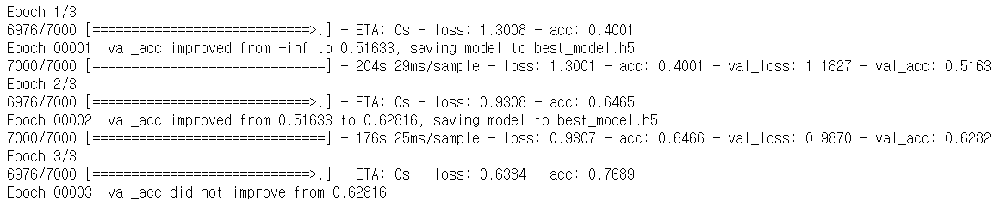 Epoch 1/3
6976/7000 [============================>.] - ETA: 0s - loss: 1.3008 - acc: 0.4001
Epoch 00001: val_acc improved from -inf to 0.51633, saving model to best_model.h5
7000/7000 [==============================] - 204s 29ms/sample - loss: 1.3001 - acc: 0.4001 - val_loss: 1.1827 - val_acc: 0.5163
Epoch 2/3
6976/7000 [============================>.] - ETA: 0s - loss: 0.9308 - acc: 0.6465
Epoch 00002: val_acc improved from 0.51633 to 0.62816, saving model to best_model.h5
7000/7000 [==============================] - 176s 25ms/sample - loss: 0.9307 - acc: 0.6466 - val_loss: 0.9870 - val_acc: 0.6282
Epoch 3/3
6976/7000 [============================>.] - ETA: 0s - loss: 0.6384 - acc: 0.7689
Epoch 00003: val_acc did not improve from 0.62816